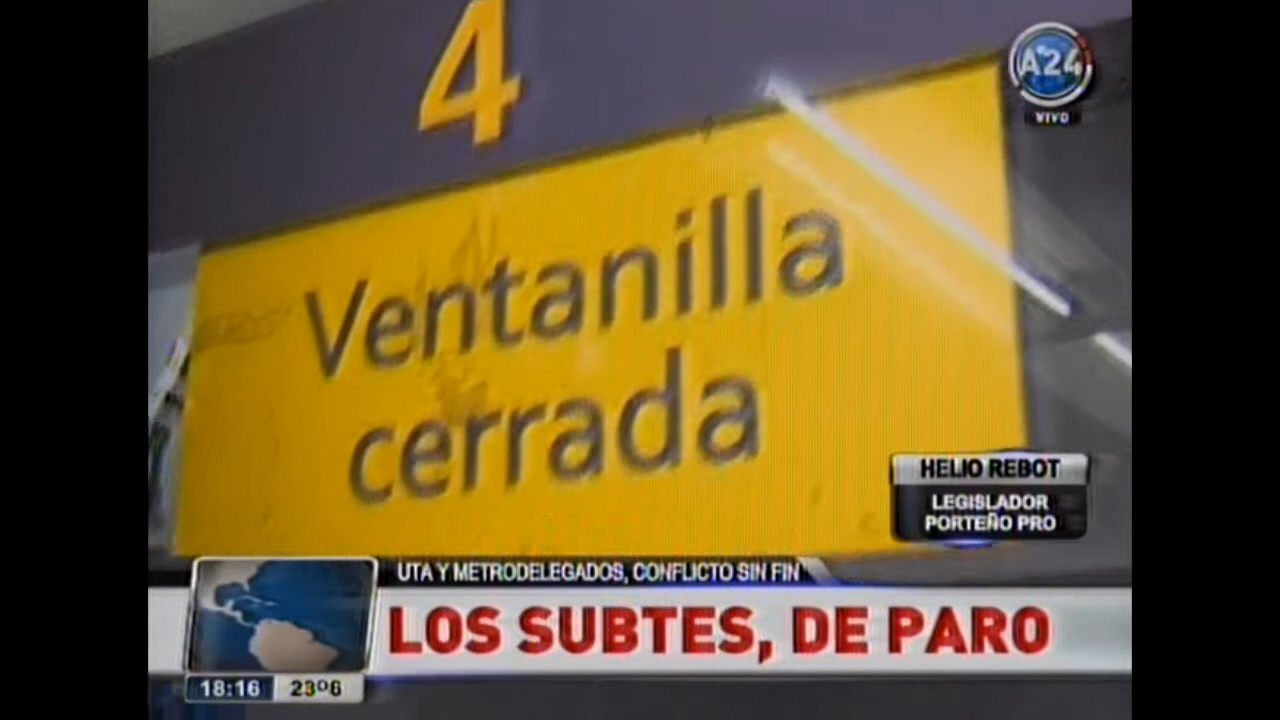 4
A24
VIVO
Ventanilla
cerrada
HELIO REBOT
LEGISLADOR
PORTEÑO PRO
UTA Y METRODELEGADOS, CONFLICTO SIN FIN
LOS SUBTES, DE PARO
18:16 23º6